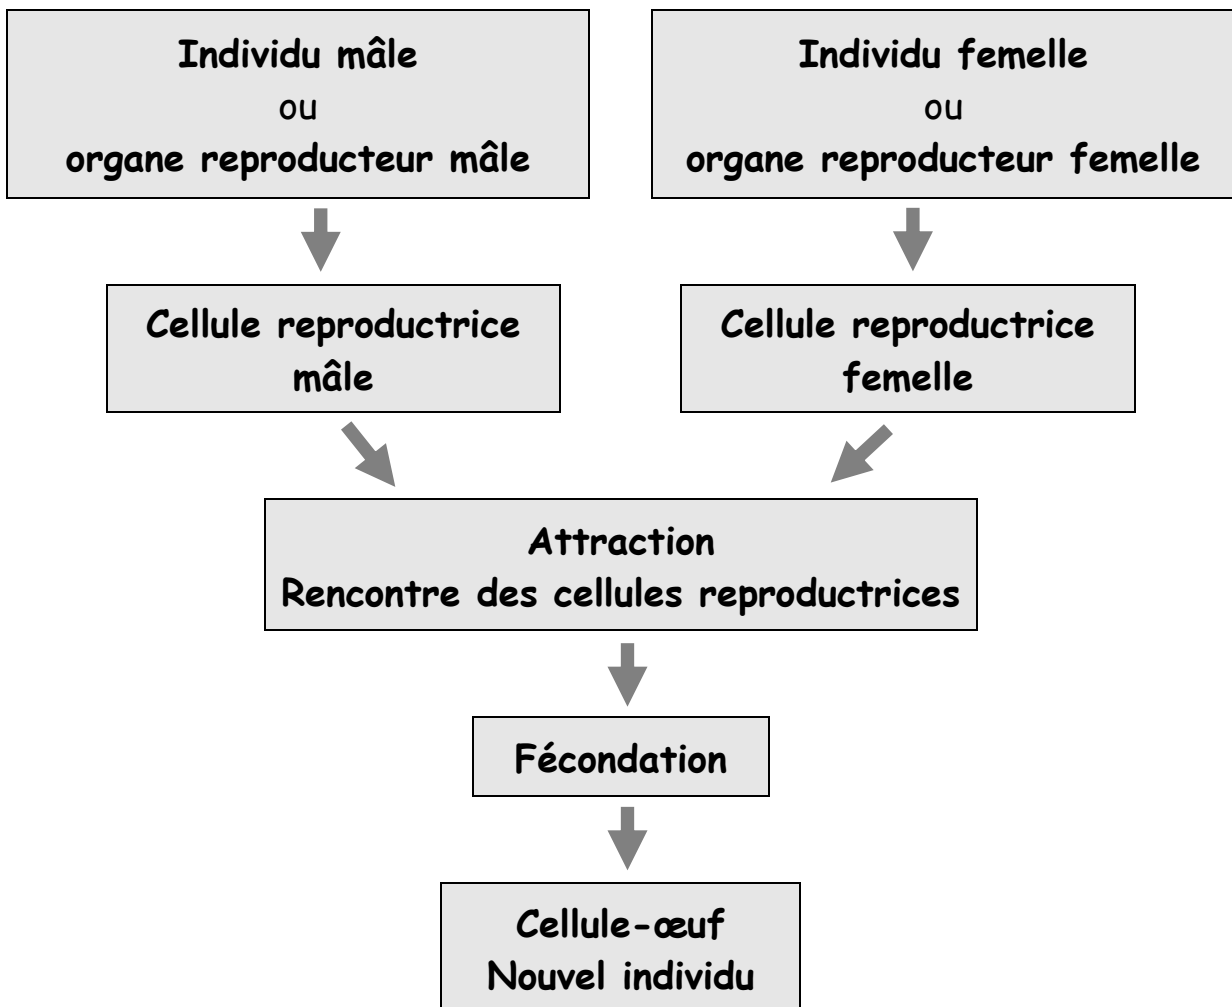 Individu mâle
ou
organe reproducteur mâle
Individu femelle
ou
organe reproducteur femelle
Cellule reproductrice
mâle
Cellule reproductrice
femelle
Attraction
Rencontre des cellules reproductrices
Fécondation
Cellule-œuf
Nouvel individu